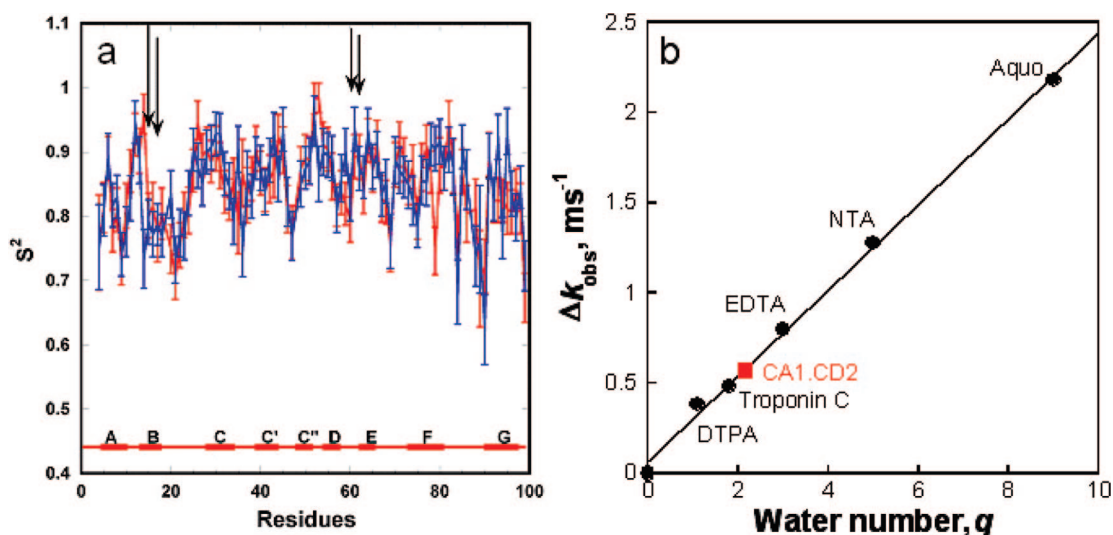 a
1.1
1
0.9
0.8
0.7
0.6
0.5
0.4
S²
A B C C' C" D E F G
0 20 40 60 80 100
Residues
b
2.5
2
1.5
1
0.5
0
Δk_obs, ms⁻¹
Aquo
NTA
EDTA
CA1.CD2
Troponin C
DTPA
0 2 4 6 8 10
Water number, q